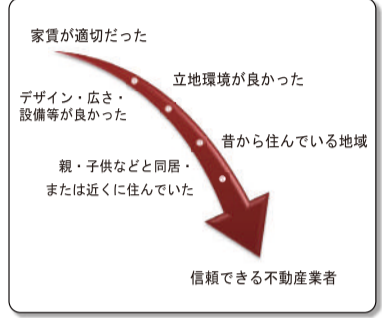 家賃が適切だった
立地環境が良かった
デザイン・広さ・
設備等が良かった
昔から住んでいる地域
親・子供などと同居・
または近くに住んでいた
信頼できる不動産業者